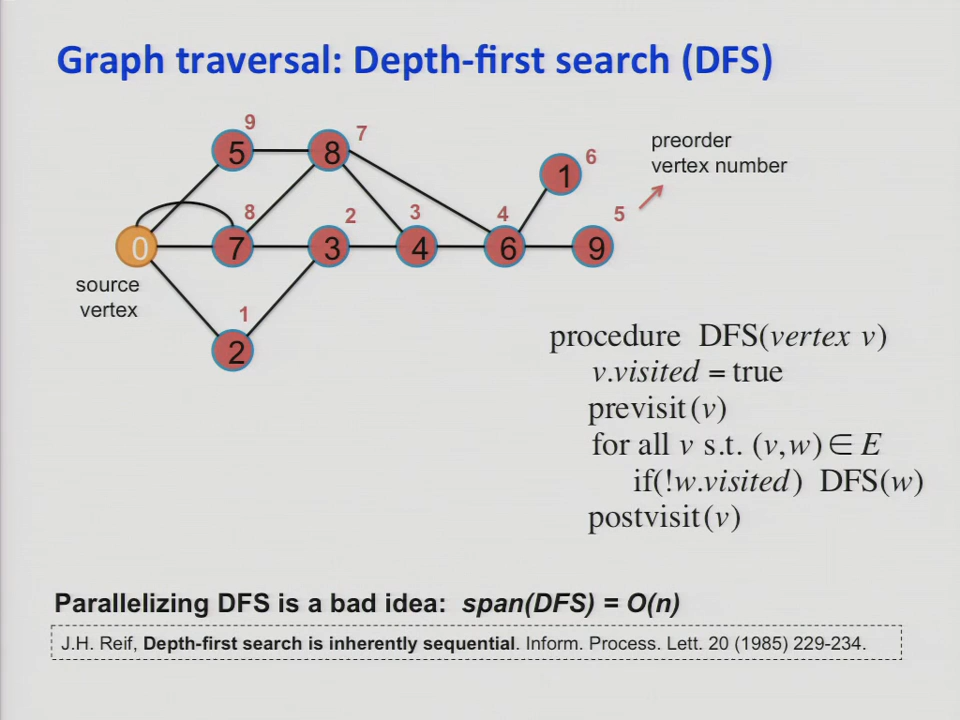 Graph traversal: Depth-first search (DFS)
9
5
8
7
1
6
preorder
vertex number
0
8
7
2
3
3
4
4
6
5
9
source
vertex
1
2
procedure DFS(vertex v)
v.visited = true
previsit(v)
for all v s.t. (v,w) ∈ E
if(!w.visited) DFS(w)
postvisit(v)
Parallelizing DFS is a bad idea: span(DFS) = O(n)
J.H. Reif, Depth-first search is inherently sequential. Inform. Process. Lett. 20 (1985) 229-234.